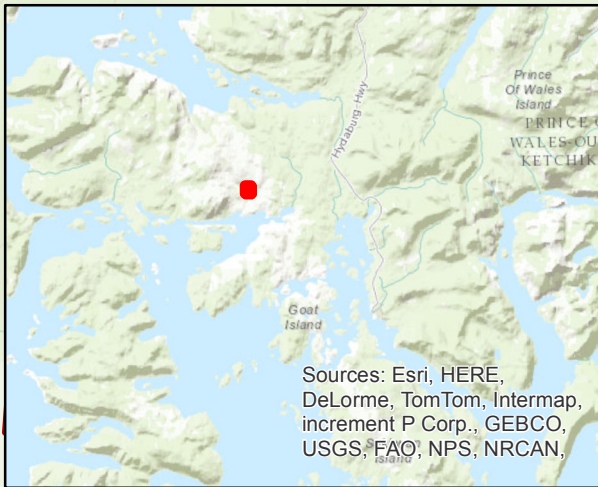 Prince
Of Wales
Island
PRINCE
WALES-OU
KETCHIK
Hydaburg-Hwy
Goat
Island
Sources: Esri, HERE,
DeLorme, TomTom, Intermap,
increment P Corp., GEBCO,
USGS, FAO, NPS, NRCAN,
Island